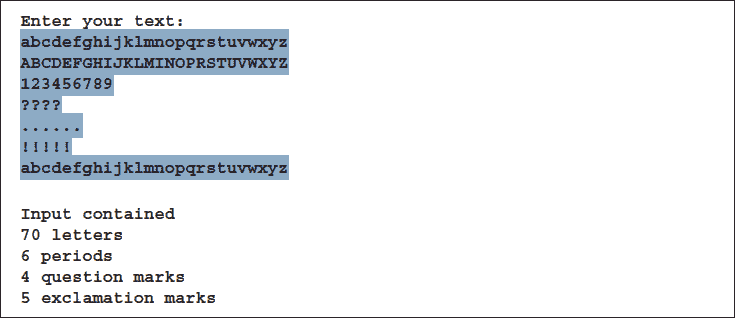 Enter your text:
abcdefghijklmnopqrstuvwxyz
ABCDEFGHIJKLMINOPRSTUVWXYZ
123456789
????
......
!!!!!
abcdefghijklmnopqrstuvwxyz
Input contained
70 letters
6 periods
4 question marks
5 exclamation marks